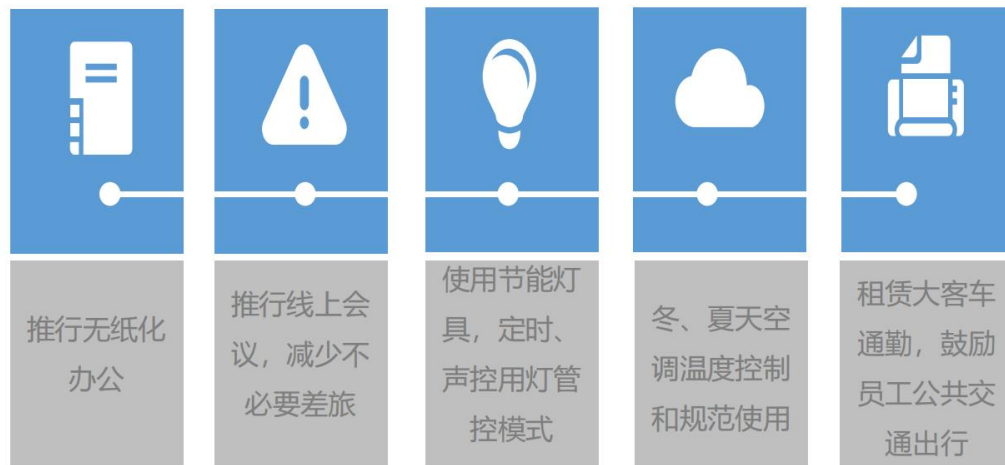 推行无纸化
办公
推行线上会
议，减少不
必要差旅
使用节能灯
具，定时、
声控用灯管
控模式
冬、夏天空
调温度控制
和规范使用
租赁大客车
通勤，鼓励
员工公共交
通出行